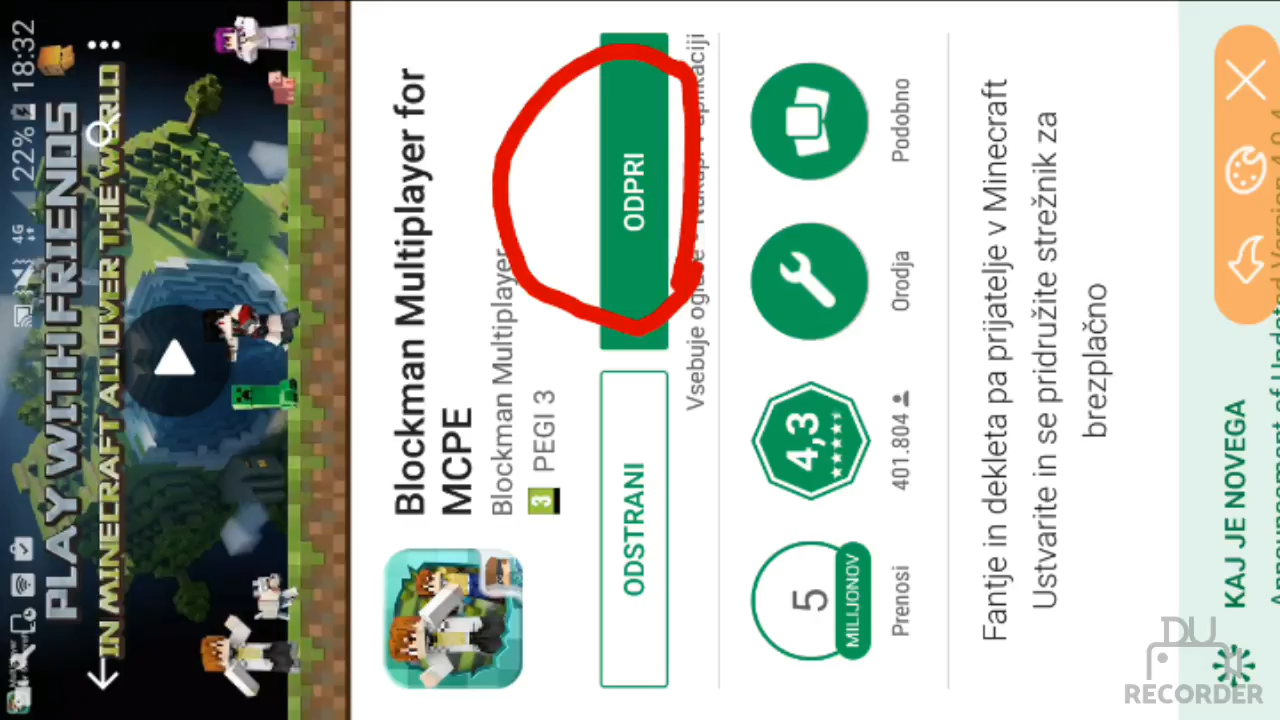 22% 18:32
4G
PLAY WITH FRIENDS
IN MINECRAFT ALL OVER THE WORLD
Blockman Multiplayer for
MCPE
Blockman Multiplayer
3 PEGI 3
ODSTRANI
ODPRI
Vsebuje oglase
5
MILIJONOV
Prenosi
4,3
401.804
Orodja
Podobno
Fantje in dekleta pa prijatelje v Minecraft
Ustvarite in se pridružite strežnik za
brezplačno
KAJ JE NOVEGA
DU
RECORDER